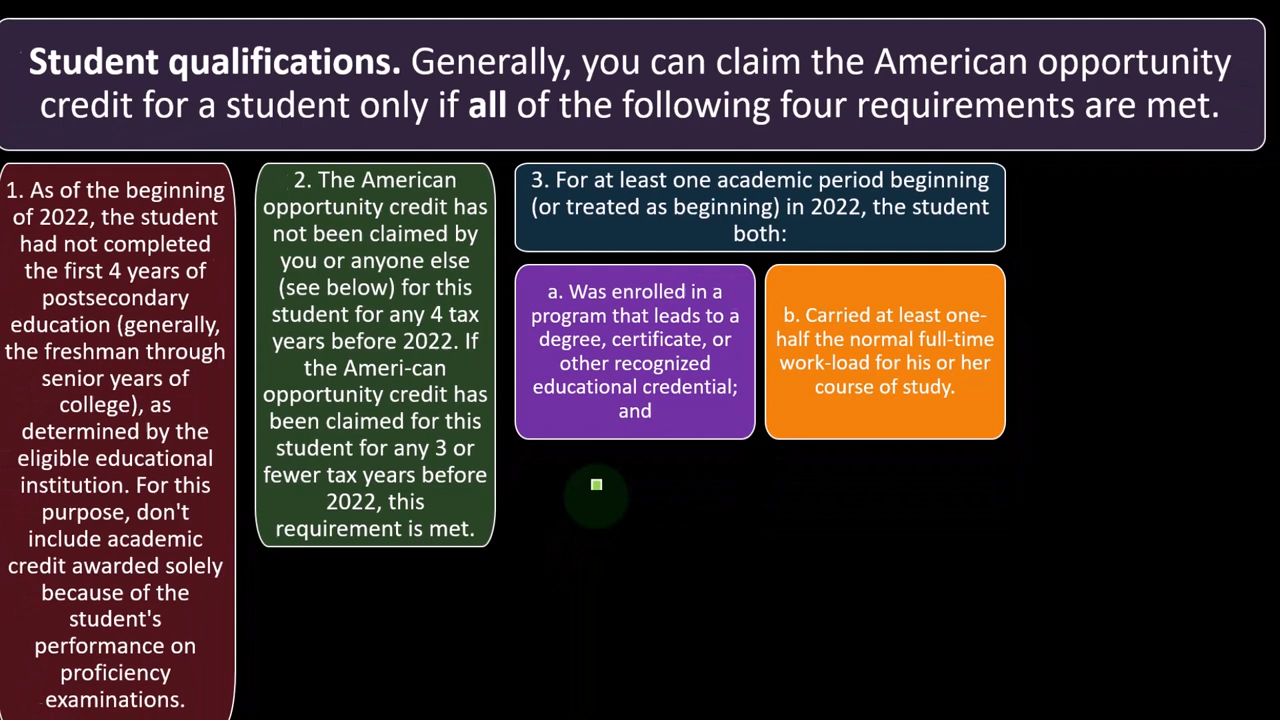 Student qualifications. Generally, you can claim the American opportunity
credit for a student only if all of the following four requirements are met.
1. As of the beginning
of 2022, the student
had not completed
the first 4 years of
postsecondary
education (generally,
the freshman through
senior years of
college), as
determined by the
eligible educational
institution. For this
purpose, don't
include academic
credit awarded solely
because of the
student's
performance on
proficiency
examinations.
2. The American
opportunity credit has
not been claimed by
you or anyone else
(see below) for this
student for any 4 tax
years before 2022. If
the Ameri-can
opportunity credit has
been claimed for this
student for any 3 or
fewer tax years before
2022, this
requirement is met.
3. For at least one academic period beginning
(or treated as beginning) in 2022, the student
both:
a. Was enrolled in a
program that leads to a
degree, certificate, or
other recognized
educational credential;
and
b. Carried at least one-
half the normal full-time
work-load for his or her
course of study.